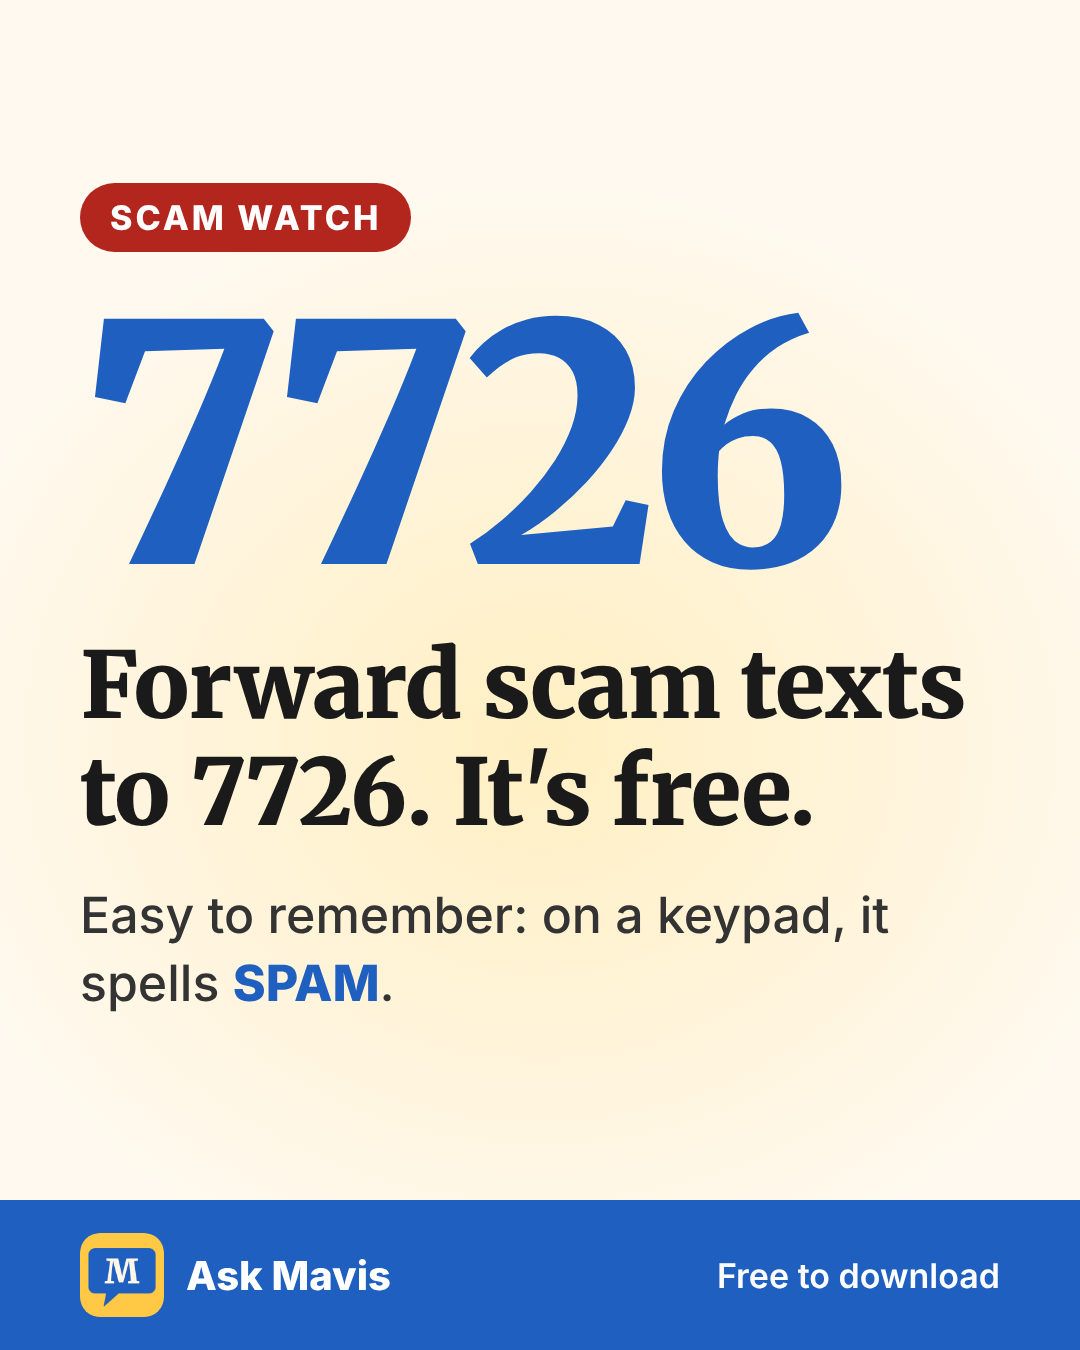 SCAM WATCH
7726
Forward scam texts
to 7726. It's free.
Easy to remember: on a keypad, it
spells SPAM.
M
Ask Mavis
Free to download